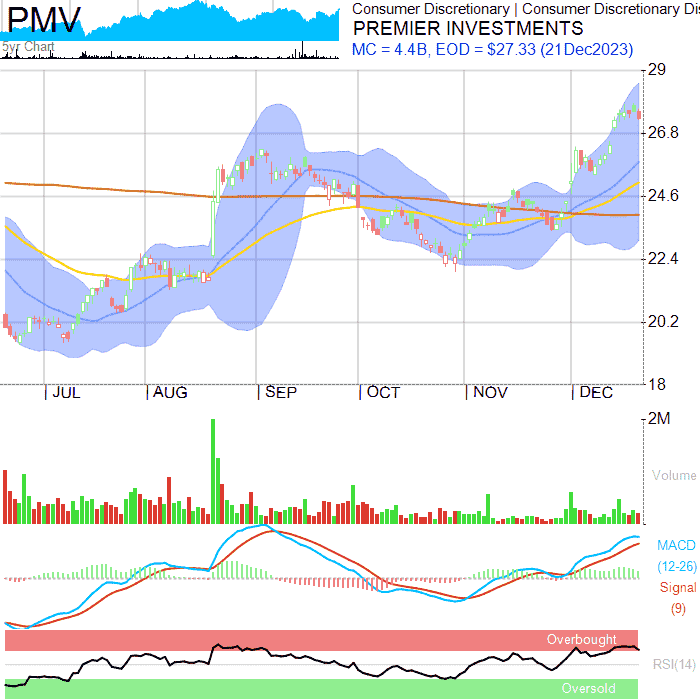 PMV
5yr Chart
Consumer Discretionary | Consumer Discretionary Dis
PREMIER INVESTMENTS
MC = 4.4B, EOD = $27.33 (21Dec2023)
29
26.8
24.6
22.4
20.2
18
| JUL | AUG | SEP | OCT | NOV | DEC
2M
Volume
MACD
(12-26)
Signal
(9)
Overbought
RSI(14)
Oversold